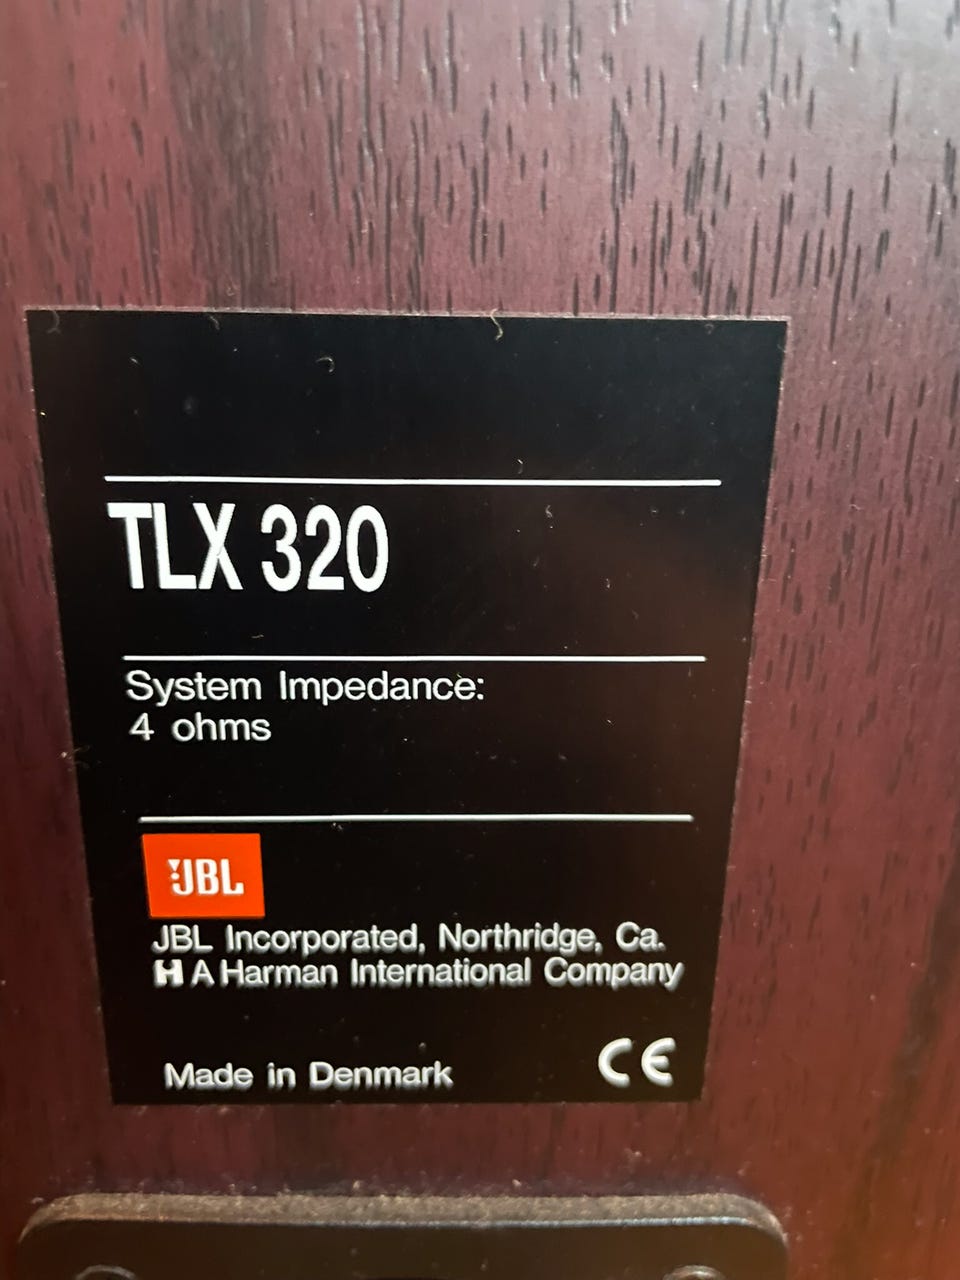 TLX 320
System Impedance:
4 ohms
JBL
JBL Incorporated, Northridge, Ca.
H A Harman International Company
Made in Denmark
CE